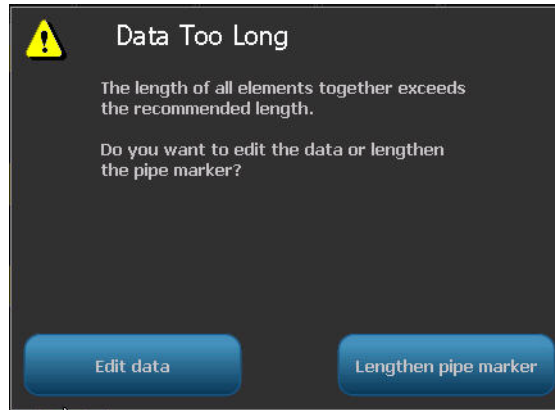 Data Too Long
The length of all elements together exceeds
the recommended length.
Do you want to edit the data or lengthen
the pipe marker?
Edit data
Lengthen pipe marker